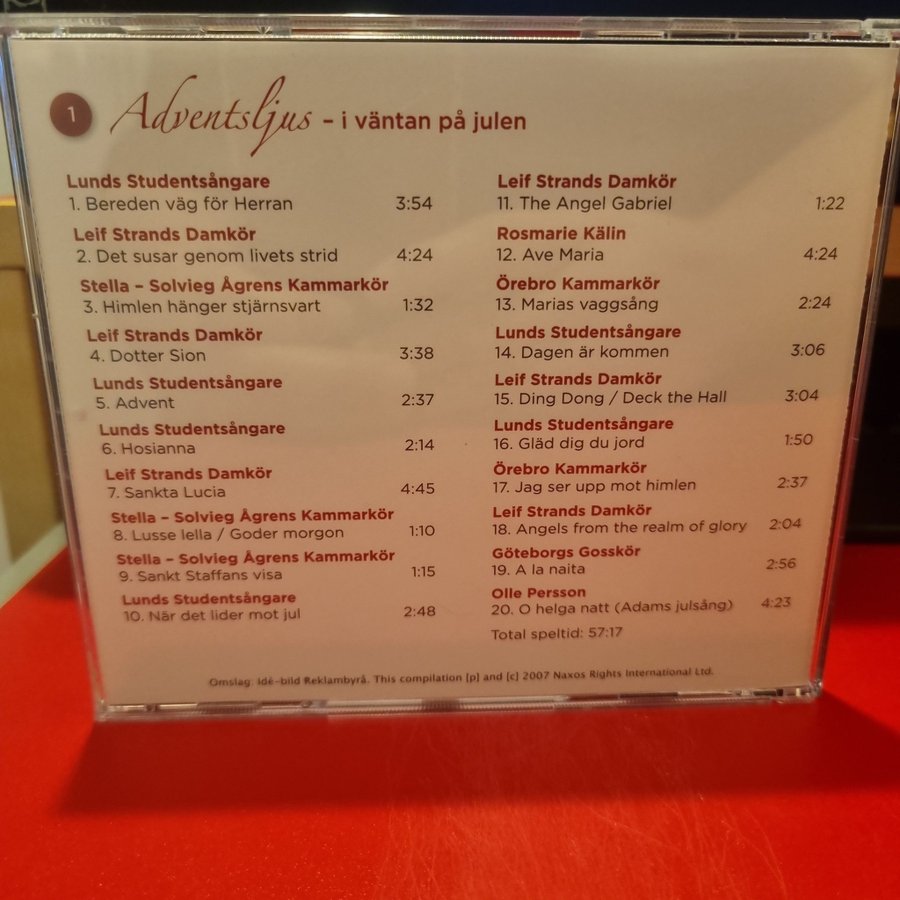 1
Adventsljus – i väntan på julen
Lunds Studentsångare
1. Bereden väg för Herran 3:54
Leif Strands Damkör
2. Det susar genom livets strid 4:24
Stella – Solvieg Ågrens Kammarkör
3. Himlen hänger stjärnsvart 1:32
Leif Strands Damkör
4. Dotter Sion 3:38
Lunds Studentsångare
5. Advent 2:37
Lunds Studentsångare
6. Hosianna 2:14
Leif Strands Damkör
7. Sankta Lucia 4:45
Stella – Solvieg Ågrens Kammarkör
8. Lusse lella / Goder morgon 1:10
Stella – Solvieg Ågrens Kammarkör
9. Sankt Staffans visa 1:15
Lunds Studentsångare
10. När det lider mot jul 2:48
Leif Strands Damkör
11. The Angel Gabriel 1:22
Rosmarie Kälin
12. Ave Maria 4:24
Örebro Kammarkör
13. Marias vaggsång 2:24
Lunds Studentsångare
14. Dagen är kommen 3:06
Leif Strands Damkör
15. Ding Dong / Deck the Hall 3:04
Lunds Studentsångare
16. Gläd dig du jord 1:50
Örebro Kammarkör
17. Jag ser upp mot himlen 2:37
Leif Strands Damkör
18. Angels from the realm of glory 2:04
Göteborgs Gosskör
19. A la naita 2:56
Olle Persson
20. O helga natt (Adams julsång) 4:23
Total speltid: 57:17
Omslag: Idé-bild Reklambyrå. This compilation [p] and [c] 2007 Naxos Rights International Ltd.